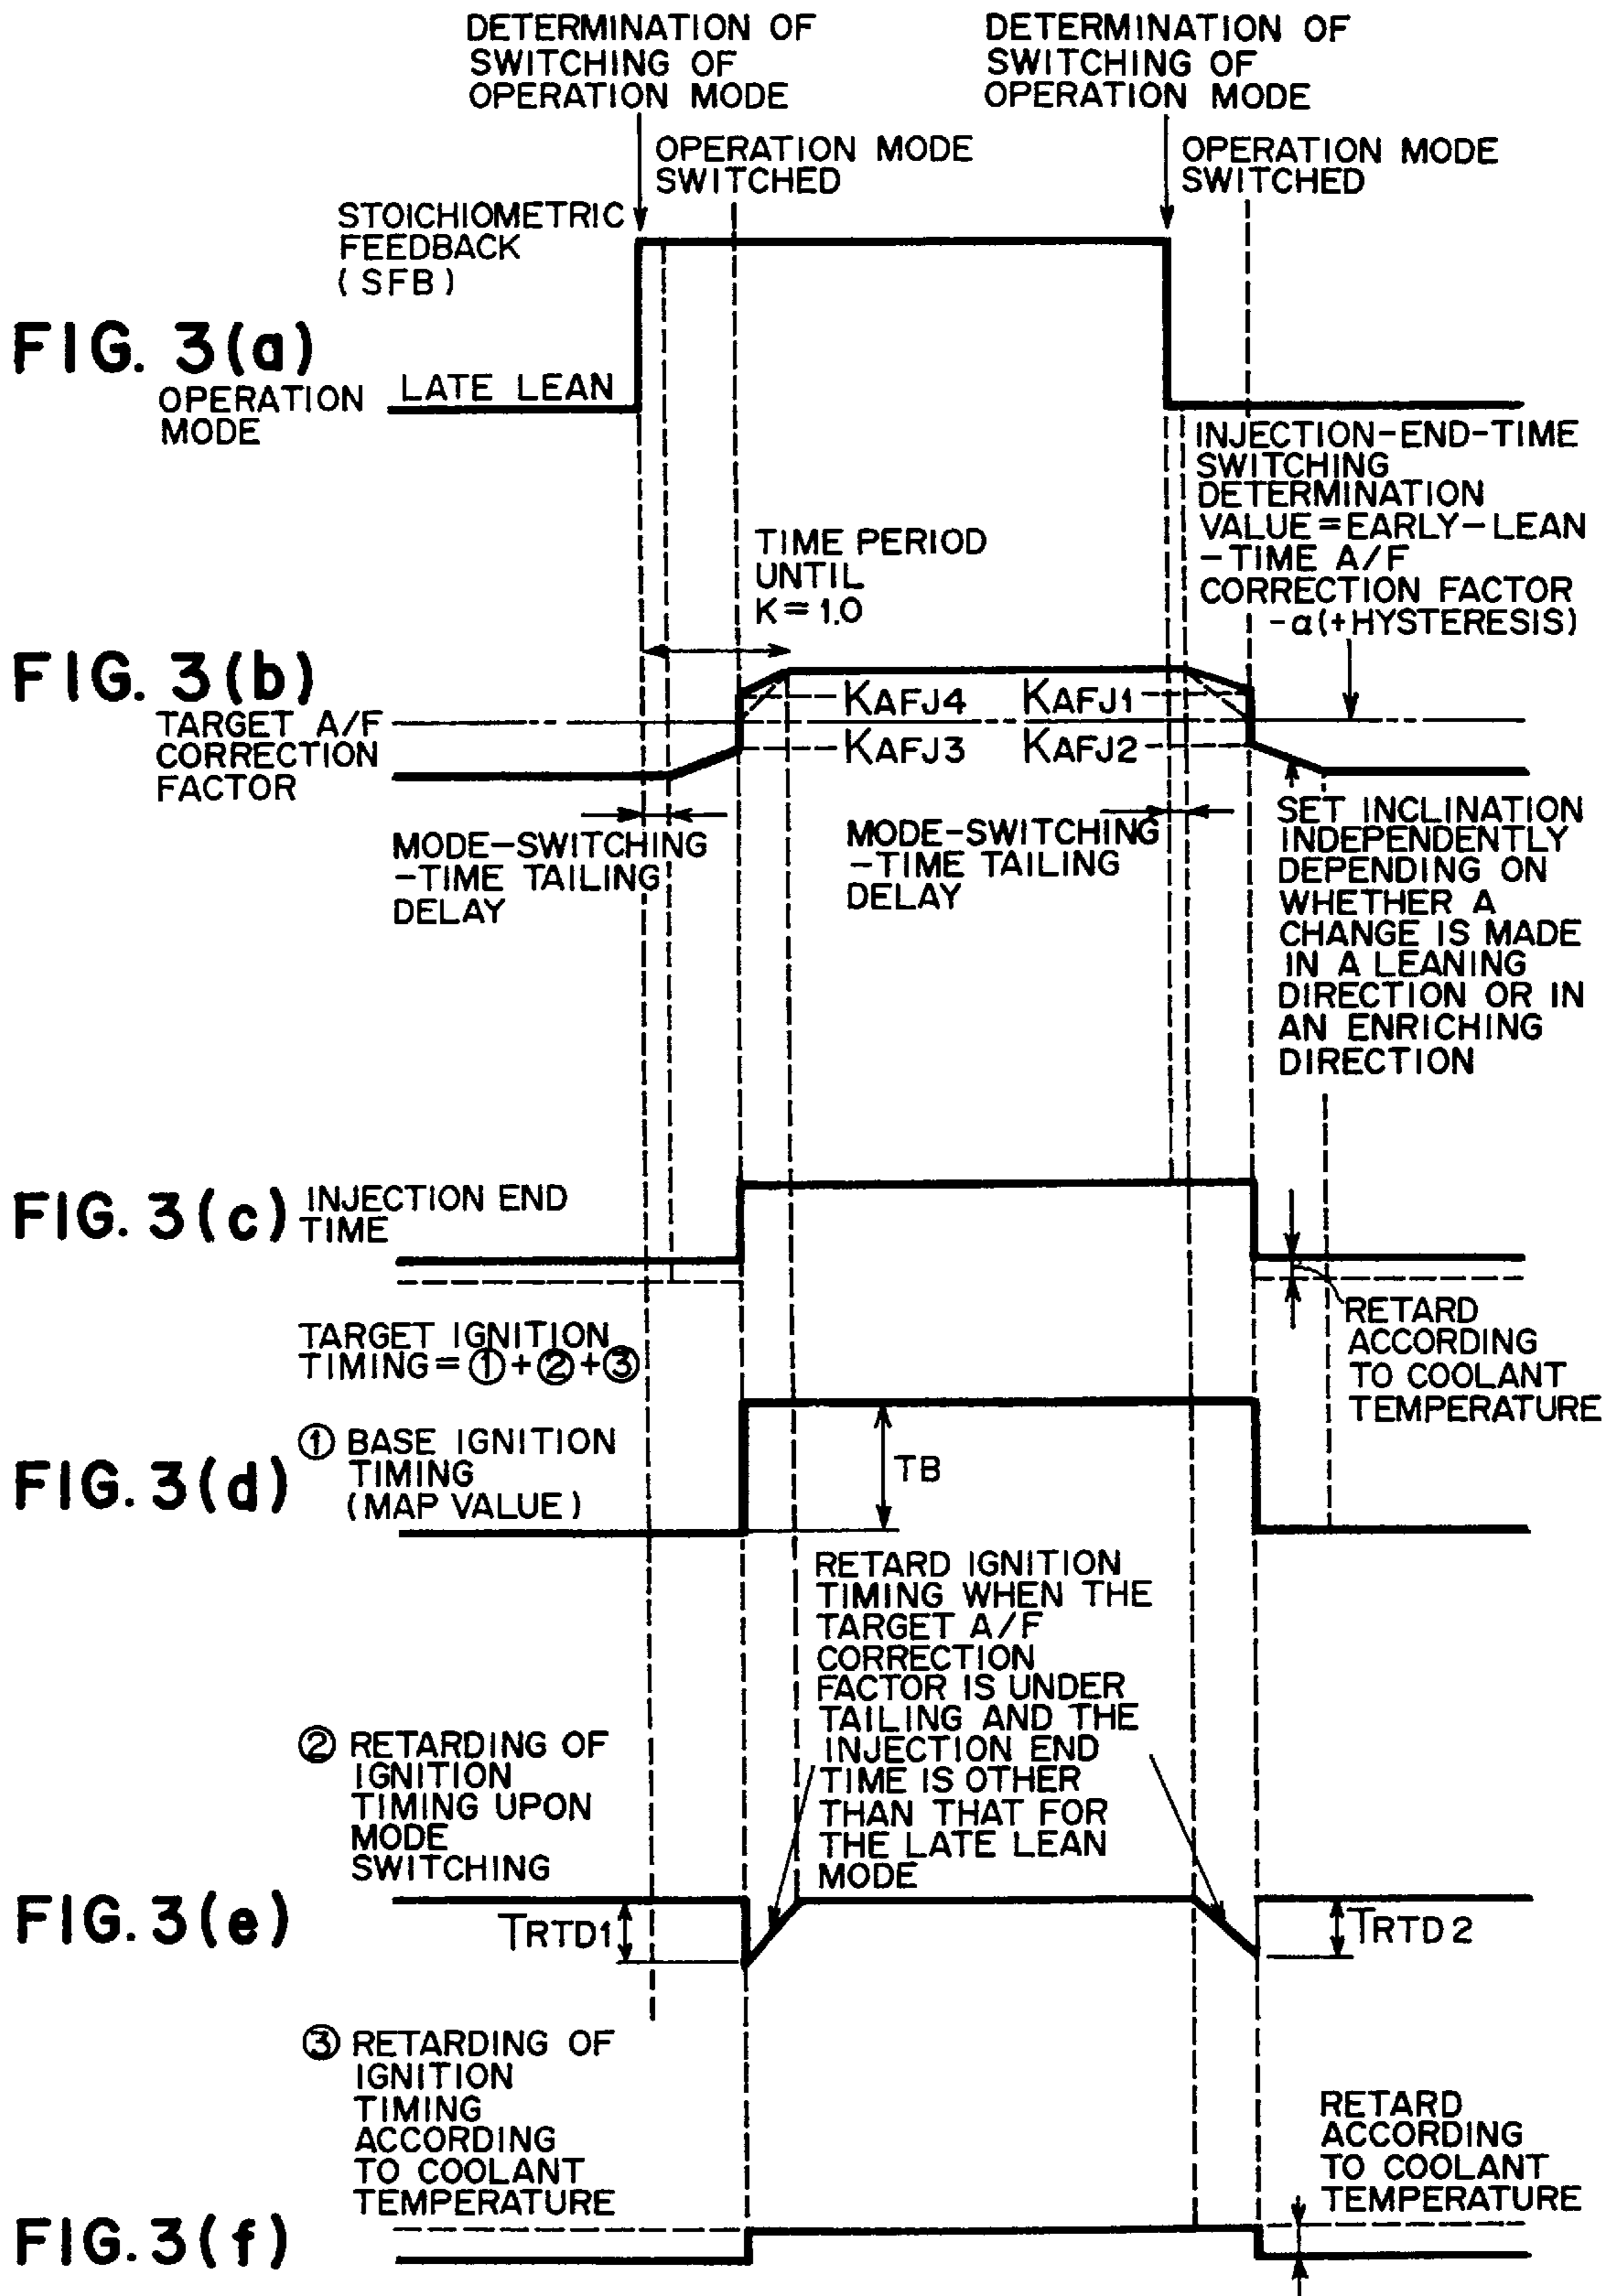 DETERMINATION OF
SWITCHING OF
OPERATION MODE
DETERMINATION OF
SWITCHING OF
OPERATION MODE
OPERATION MODE
SWITCHED
OPERATION MODE
SWITCHED
STOICHIOMETRIC
FEEDBACK
(SFB)
FIG. 3(a)
OPERATION
MODE
LATE LEAN
INJECTION-END-TIME
SWITCHING
DETERMINATION
VALUE=EARLY-LEAN
-TIME A/F
CORRECTION FACTOR
-α(+HYSTERESIS)
TIME PERIOD
UNTIL
K=1.0
FIG. 3(b)
TARGET A/F
CORRECTION
FACTOR
KAFJ4
KAFJ1
KAFJ3
KAFJ2
MODE-SWITCHING
-TIME TAILING
DELAY
MODE-SWITCHING
-TIME TAILING
DELAY
SET INCLINATION
INDEPENDENTLY
DEPENDING ON
WHETHER A
CHANGE IS MADE
IN A LEANING
DIRECTION OR IN
AN ENRICHING
DIRECTION
FIG. 3(c)
INJECTION END
TIME
RETARD
ACCORDING
TO COOLANT
TEMPERATURE
TARGET IGNITION
TIMING=①+②+③
FIG. 3(d)
① BASE IGNITION
TIMING
(MAP VALUE)
TB
RETARD IGNITION
TIMING WHEN THE
TARGET A/F
CORRECTION
FACTOR IS UNDER
TAILING AND THE
INJECTION END
TIME IS OTHER
THAN THAT FOR
THE LATE LEAN
MODE
② RETARDING OF
IGNITION
TIMING UPON
MODE
SWITCHING
FIG. 3(e)
TRTD1
TRTD2
③ RETARDING OF
IGNITION
TIMING
ACCORDING
TO COOLANT
TEMPERATURE
RETARD
ACCORDING
TO COOLANT
TEMPERATURE
FIG. 3(f)